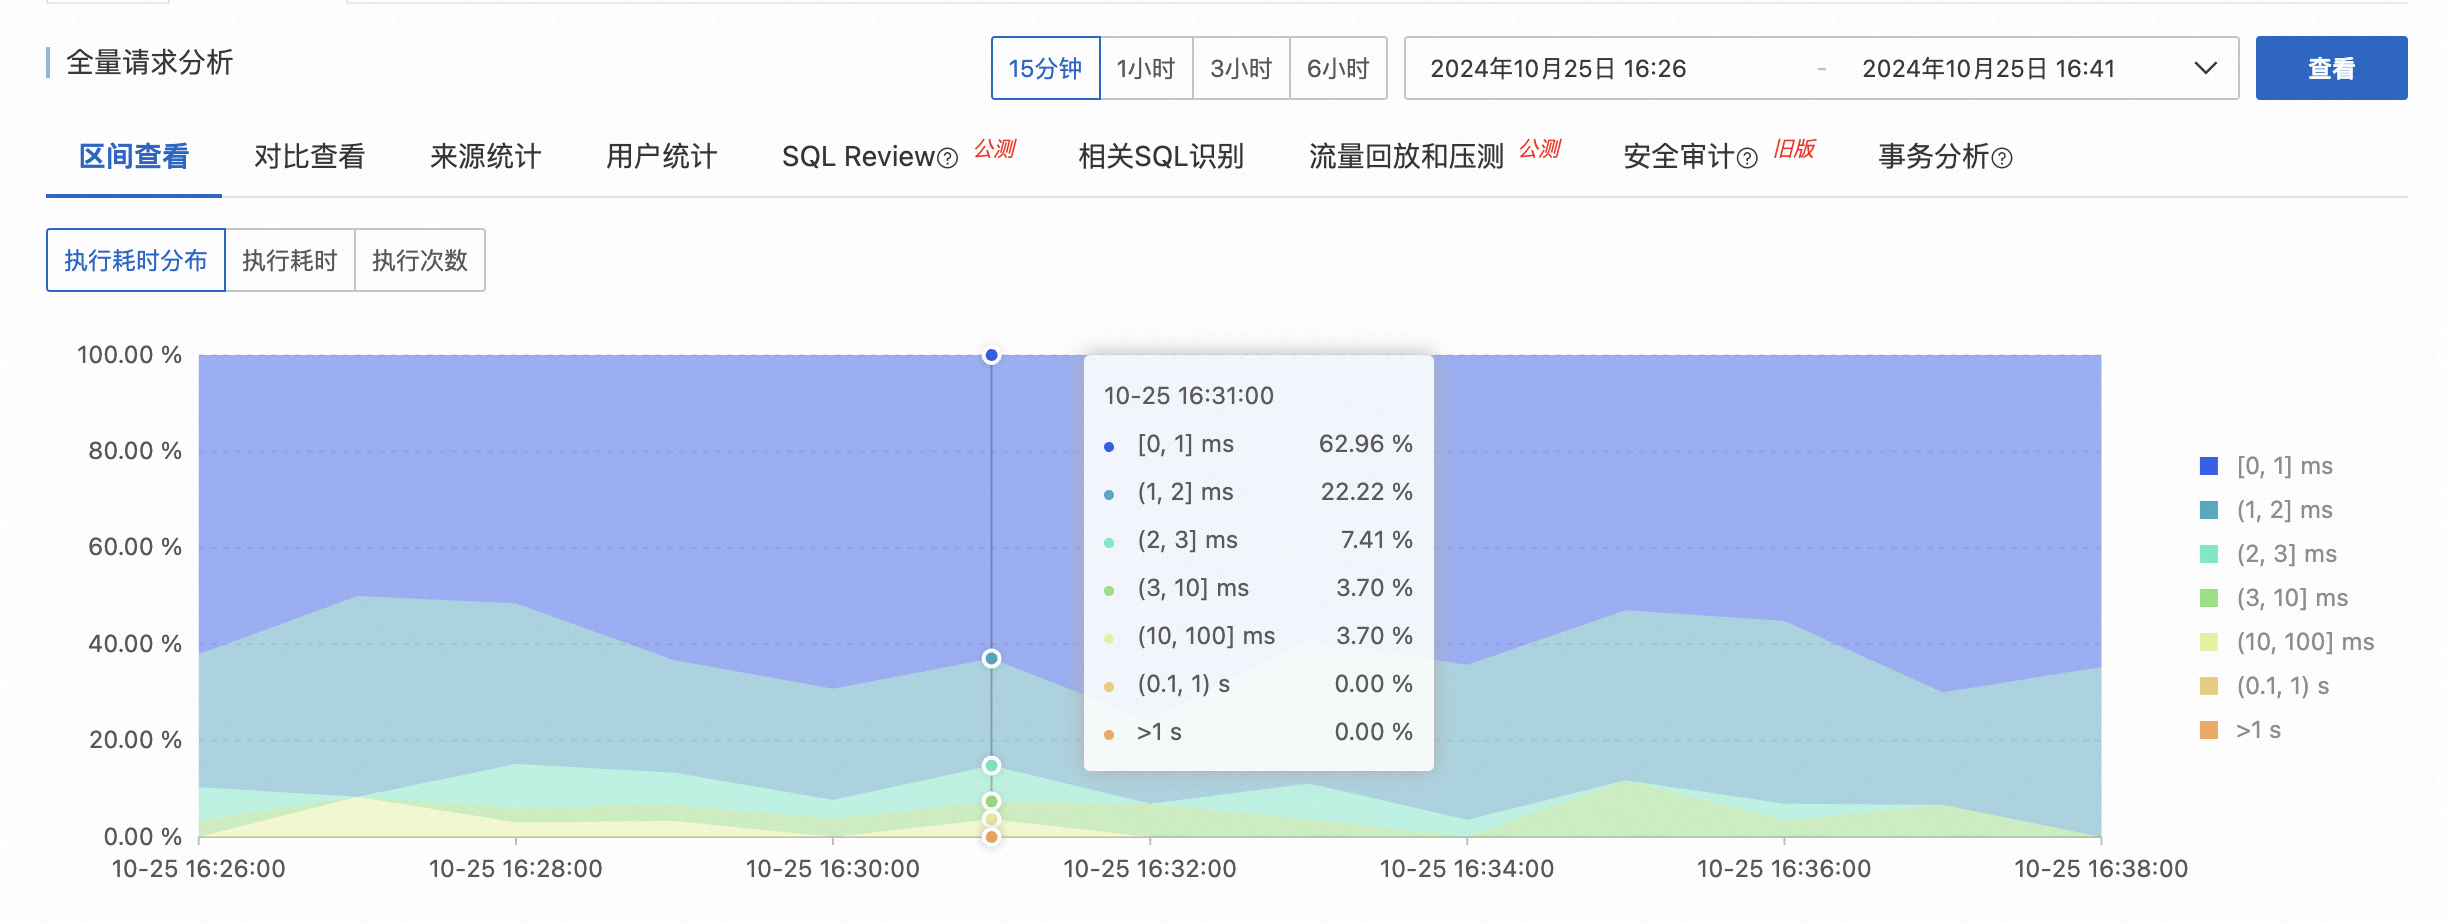 全量请求分析
15分钟 1小时 3小时 6小时 2024年10月25日 16:26 - 2024年10月25日 16:41 查看
区间查看 对比查看 来源统计 用户统计 SQL Review? 公测 相关SQL识别 流量回放和压测 公测 安全审计? 旧版 事务分析?
执行耗时分布 执行耗时 执行次数
100.00 %
80.00 %
60.00 %
40.00 %
20.00 %
0.00 %
10-25 16:26:00 10-25 16:28:00 10-25 16:30:00 10-25 16:32:00 10-25 16:34:00 10-25 16:36:00 10-25 16:38:00
10-25 16:31:00
[0, 1] ms 62.96 %
(1, 2] ms 22.22 %
(2, 3] ms 7.41 %
(3, 10] ms 3.70 %
(10, 100] ms 3.70 %
(0.1, 1) s 0.00 %
>1 s 0.00 %
[0, 1] ms
(1, 2] ms
(2, 3] ms
(3, 10] ms
(10, 100] ms
(0.1, 1) s
>1 s